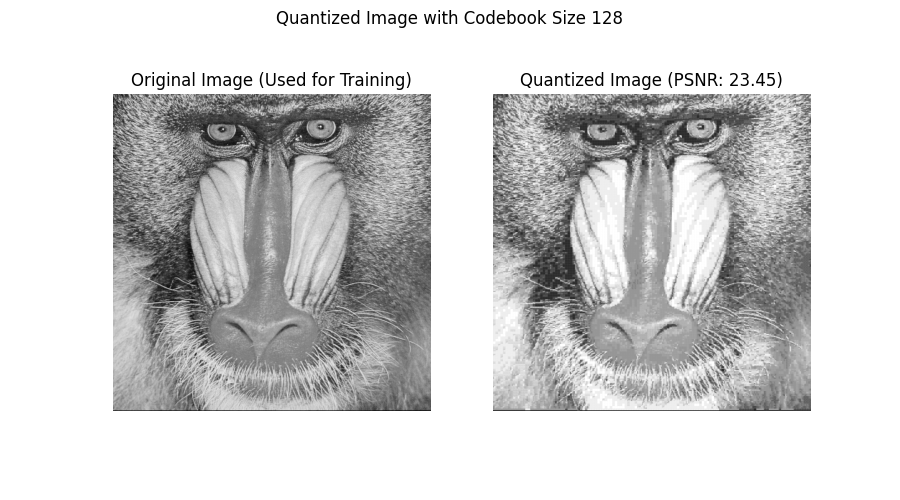 Quantized Image with Codebook Size 128
Original Image (Used for Training)
Quantized Image (PSNR: 23.45)